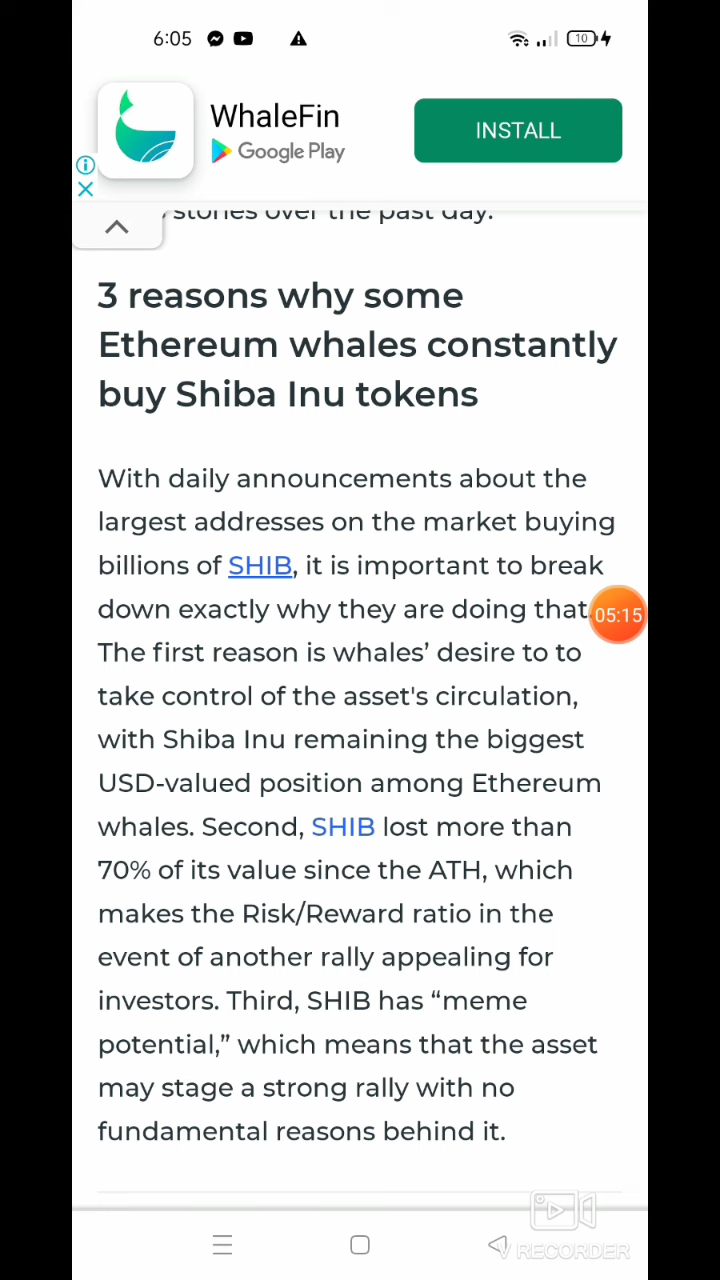 6:05
10
WhaleFin
Google Play
INSTALL
stories over the past day.
3 reasons why some
Ethereum whales constantly
buy Shiba Inu tokens
With daily announcements about the
largest addresses on the market buying
billions of SHIB, it is important to break
down exactly why they are doing that.
05:15
The first reason is whales’ desire to to
take control of the asset's circulation,
with Shiba Inu remaining the biggest
USD-valued position among Ethereum
whales. Second, SHIB lost more than
70% of its value since the ATH, which
makes the Risk/Reward ratio in the
event of another rally appealing for
investors. Third, SHIB has “meme
potential,” which means that the asset
may stage a strong rally with no
fundamental reasons behind it.
V RECORDER